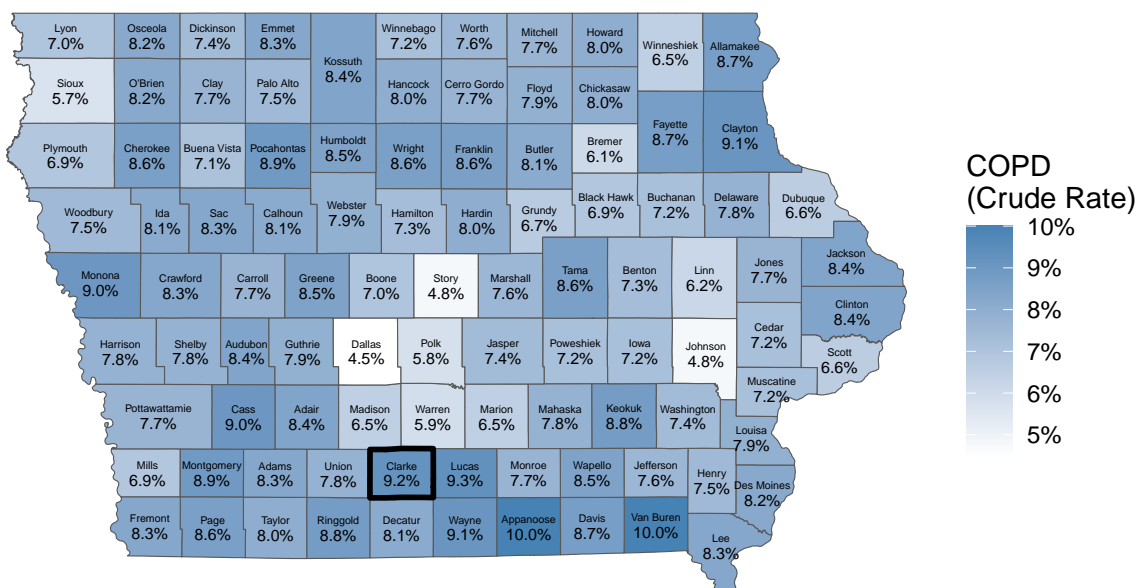 Lyon
7.0%
Osceola
8.2%
Dickinson
7.4%
Emmet
8.3%
Kossuth
8.4%
Winnebago
7.2%
Worth
7.6%
Mitchell
7.7%
Howard
8.0%
Winneshiek
6.5%
Allamakee
8.7%
Sioux
5.7%
O'Brien
8.2%
Clay
7.7%
Palo Alto
7.5%
Hancock
8.0%
Cerro Gordo
7.7%
Floyd
7.9%
Chickasaw
8.0%
Plymouth
6.9%
Cherokee
8.6%
Buena Vista
7.1%
Pocahontas
8.9%
Humboldt
8.5%
Wright
8.6%
Franklin
8.6%
Butler
8.1%
Bremer
6.1%
Fayette
8.7%
Clayton
9.1%
Woodbury
7.5%
Ida
8.1%
Sac
8.3%
Calhoun
8.1%
Webster
7.9%
Hamilton
7.3%
Hardin
8.0%
Grundy
6.7%
Black Hawk
6.9%
Buchanan
7.2%
Delaware
7.8%
Dubuque
6.6%
Monona
9.0%
Crawford
8.3%
Carroll
7.7%
Greene
8.5%
Boone
7.0%
Story
4.8%
Marshall
7.6%
Tama
8.6%
Benton
7.3%
Linn
6.2%
Jones
7.7%
Jackson
8.4%
Clinton
8.4%
Harrison
7.8%
Shelby
7.8%
Audubon
8.4%
Guthrie
7.9%
Dallas
4.5%
Polk
5.8%
Jasper
7.4%
Poweshiek
7.2%
Iowa
7.2%
Johnson
4.8%
Cedar
7.2%
Scott
6.6%
Muscatine
7.2%
Pottawattamie
7.7%
Cass
9.0%
Adair
8.4%
Madison
6.5%
Warren
5.9%
Marion
6.5%
Mahaska
7.8%
Keokuk
8.8%
Washington
7.4%
Louisa
7.9%
Mills
6.9%
Montgomery
8.9%
Adams
8.3%
Union
7.8%
Clarke
9.2%
Lucas
9.3%
Monroe
7.7%
Wapello
8.5%
Jefferson
7.6%
Henry
7.5%
Des Moines
8.2%
Fremont
8.3%
Page
8.6%
Taylor
8.0%
Ringgold
8.8%
Decatur
8.1%
Wayne
9.1%
Appanoose
10.0%
Davis
8.7%
Van Buren
10.0%
Lee
8.3%
COPD
(Crude Rate)
10%
9%
8%
7%
6%
5%